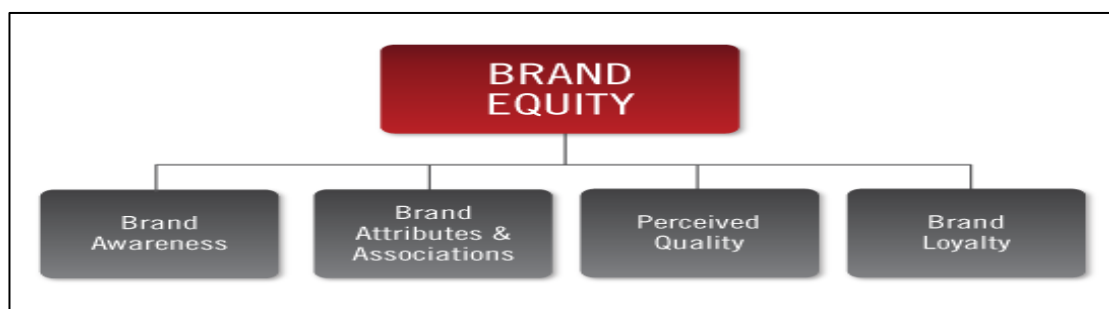 BRAND
EQUITY
Brand
Awareness
Brand
Attributes &
Associations
Perceived
Quality
Brand
Loyalty